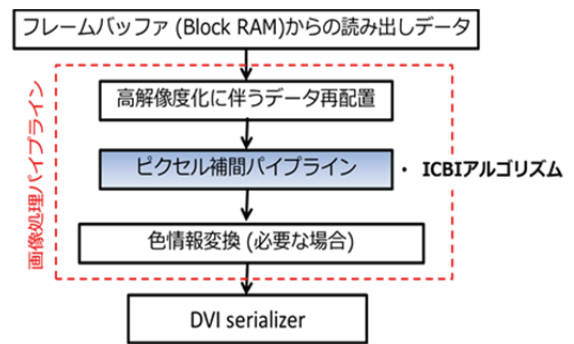 フレームバッファ (Block RAM)からの読み出しデータ
画像処理パイプライン
高解像度化に伴うデータ再配置
ピクセル補間パイプライン
・ ICBIアルゴリズム
色情報変換 (必要な場合)
DVI serializer